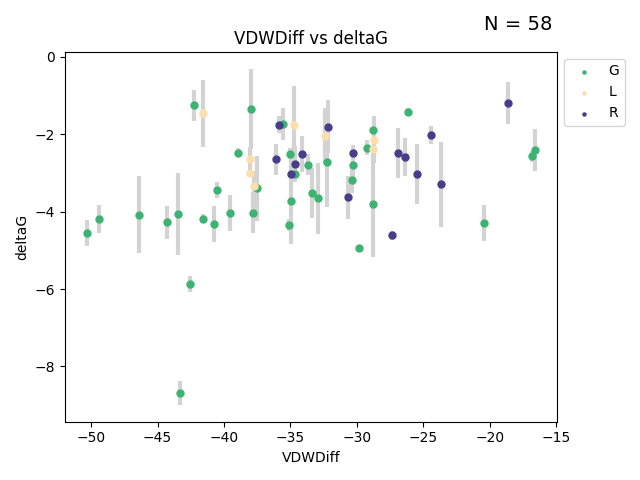 N = 58
VDWDiff vs deltaG
G
L
R
deltaG
0
−2
−4
−6
−8
−50
−45
−40
−35
−30
−25
−20
−15
VDWDiff